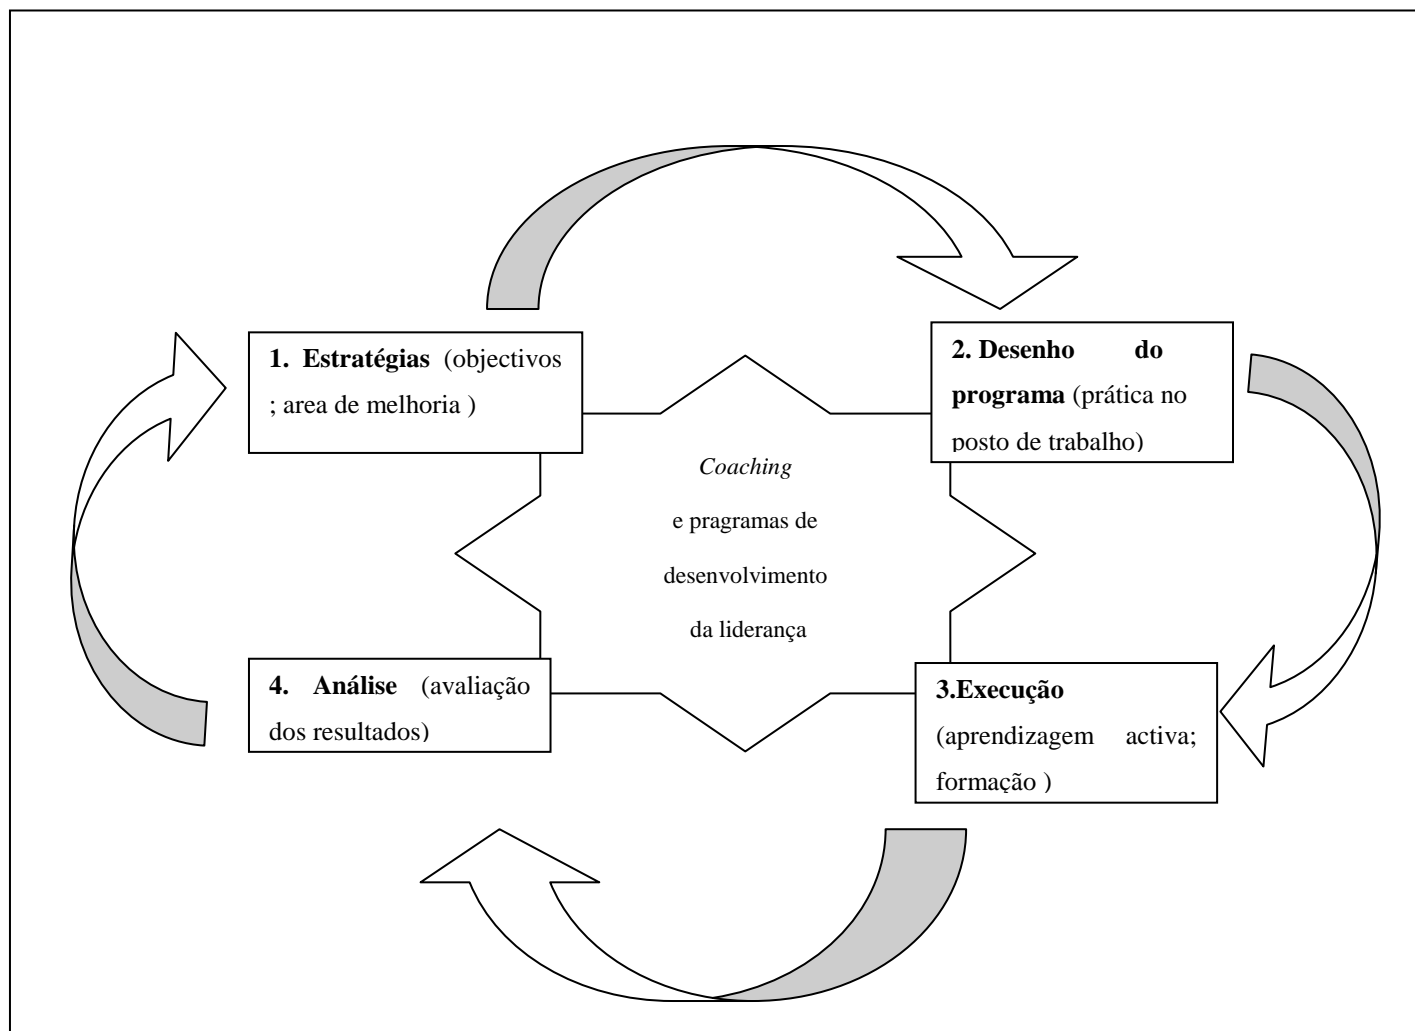 1. Estratégias (objectivos
; area de melhoria )
2. Desenho do
programa (prática no
posto de trabalho)
Coaching
e pragramas de
desenvolvimento
da liderança
4. Análise (avaliação
dos resultados)
3.Execução
(aprendizagem activa;
formação )